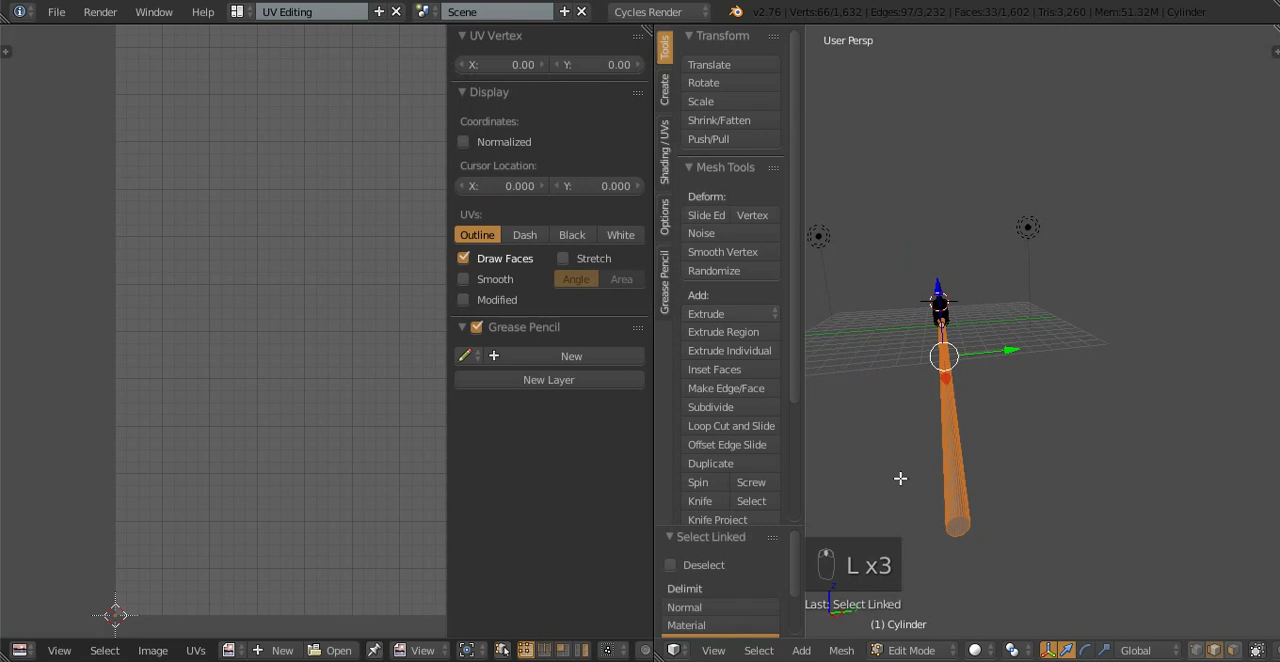 File Render Window Help UV Editing Scene Cycles Render v2.76 | Verts:66/1,632 | Edges:97/3,232 | Faces:33/1,602 | Tris:3,260 | Mem:51.32M | Cylinder
UV Vertex
X: 0.00 Y: 0.00
Display
Coordinates:
Normalized
Cursor Location:
X: 0.000 Y: 0.000
UVs:
Outline Dash Black White
Draw Faces Stretch
Smooth Angle Area
Modified
Grease Pencil
New
New Layer
Tools
Create
Shading / UVs
Options
Grease Pencil
Transform
Translate
Rotate
Scale
Shrink/Fatten
Push/Pull
Mesh Tools
Deform:
Slide Ed Vertex
Noise
Smooth Vertex
Randomize
Add:
Extrude
Extrude Region
Extrude Individual
Inset Faces
Make Edge/Face
Subdivide
Loop Cut and Slide
Offset Edge Slide
Duplicate
Spin Screw
Knife Select
Knife Project
Select Linked
Deselect
Delimit
Normal
Material
User Persp
L x3
Last: Select Linked
(1) Cylinder
View Select Image UVs New Open View
View Select Add Mesh Edit Mode Global